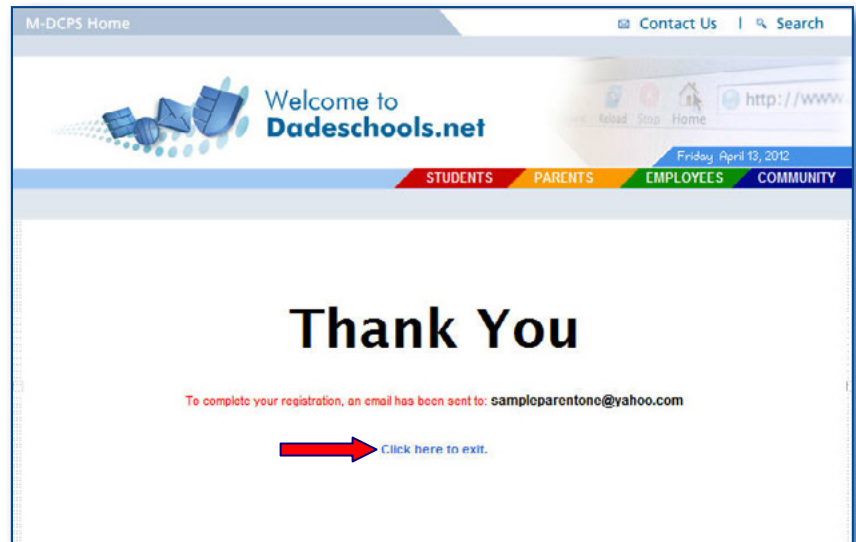 M-DCPS Home
Contact Us | Search
Welcome to
Dadeschools.net
http://www.
Reload Stop Home
Friday April 13, 2012
STUDENTS PARENTS EMPLOYEES COMMUNITY
Thank You
To complete your registration, an email has been sent to: sampleparentone@yahoo.com
Click here to exit.